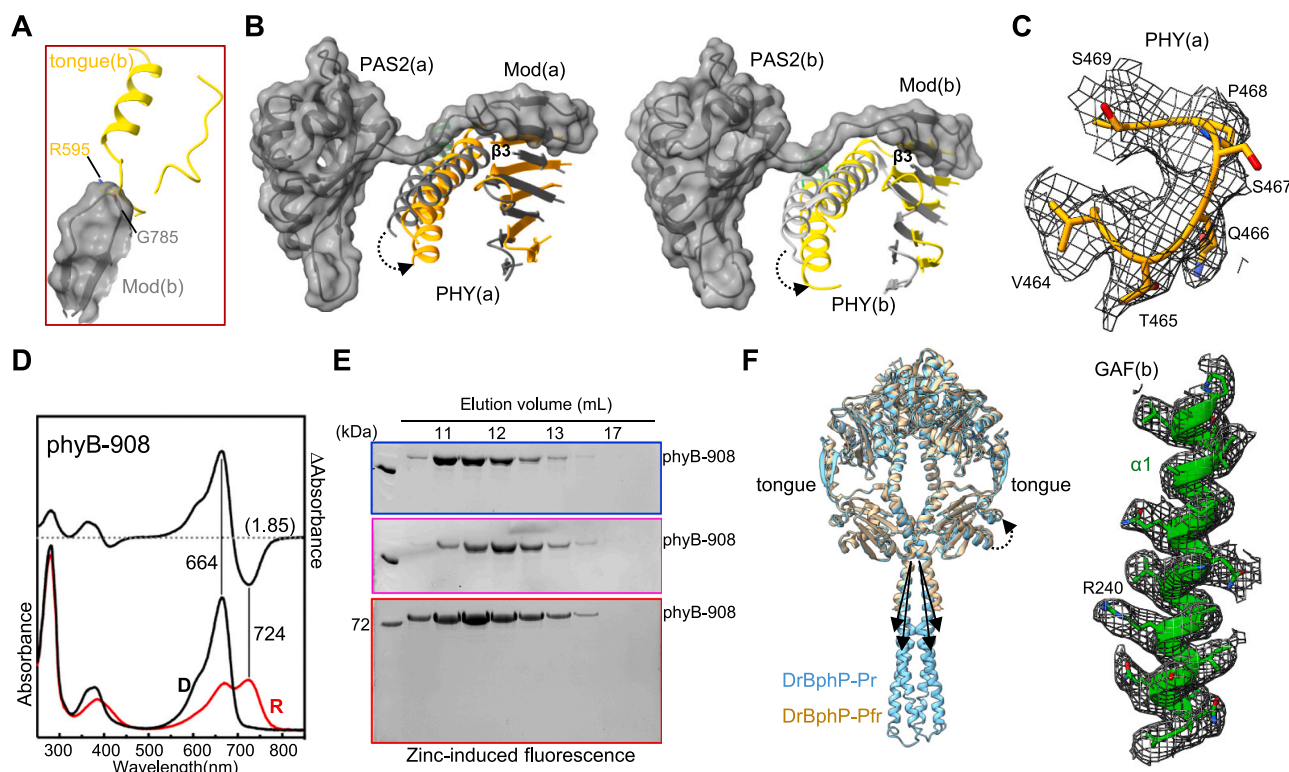 A
tongue(b)
R595
G785
Mod(b)
B
PAS2(a)
Mod(a)
β3
PHY(a)
PAS2(b)
Mod(b)
β3
PHY(b)
C
PHY(a)
S469
P468
S467
Q466
V464
T465
D
phyB-908
(1.85)
664
724
D
R
Absorbance
ΔAbsorbance
300 400 500 600 700 800
Wavelength(nm)
E
Elution volume (mL)
(kDa) 11 12 13 17
phyB-908
phyB-908
72
phyB-908
Zinc-induced fluorescence
F
tongue
tongue
DrBphP-Pr
DrBphP-Pfr
GAF(b)
α1
R240